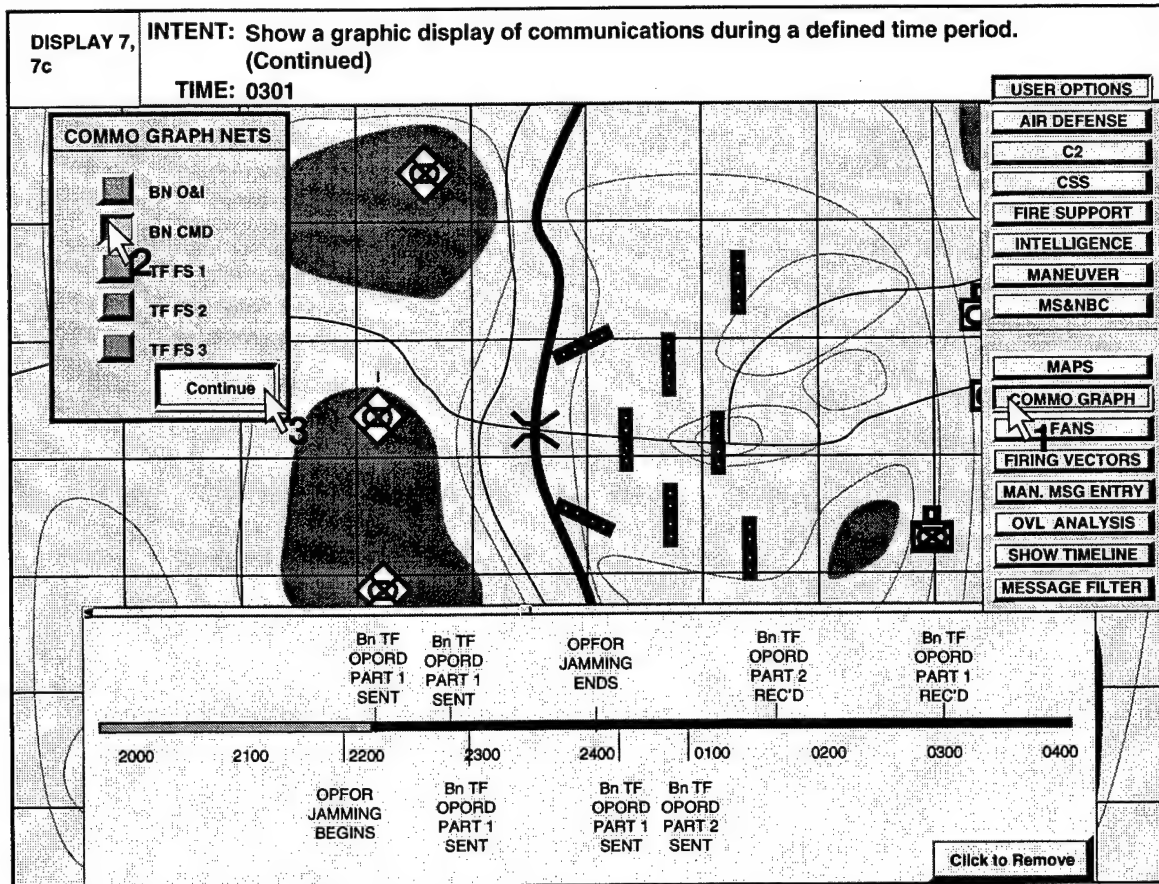 DISPLAY 7,
7c
INTENT: Show a graphic display of communications during a defined time period.
(Continued)
TIME: 0301
COMMO GRAPH NETS
BN O&I
BN CMD
2
TF FS 1
TF FS 2
TF FS 3
Continue
3
USER OPTIONS
AIR DEFENSE
C2
CSS
FIRE SUPPORT
INTELLIGENCE
MANEUVER
MS&NBC
MAPS
COMMO GRAPH
1
FANS
FIRING VECTORS
MAN. MSG ENTRY
OVL ANALYSIS
SHOW TIMELINE
MESSAGE FILTER
Bn TF
OPORD
PART 1
SENT
Bn TF
OPORD
PART 1
SENT
OPFOR
JAMMING
ENDS
Bn TF
OPORD
PART 2
REC'D
Bn TF
OPORD
PART 1
REC'D
2000 2100 2200 2300 2400 0100 0200 0300 0400
OPFOR
JAMMING
BEGINS
Bn TF
OPORD
PART 1
SENT
Bn TF
OPORD
PART 1
SENT
Bn TF
OPORD
PART 2
SENT
Click to Remove